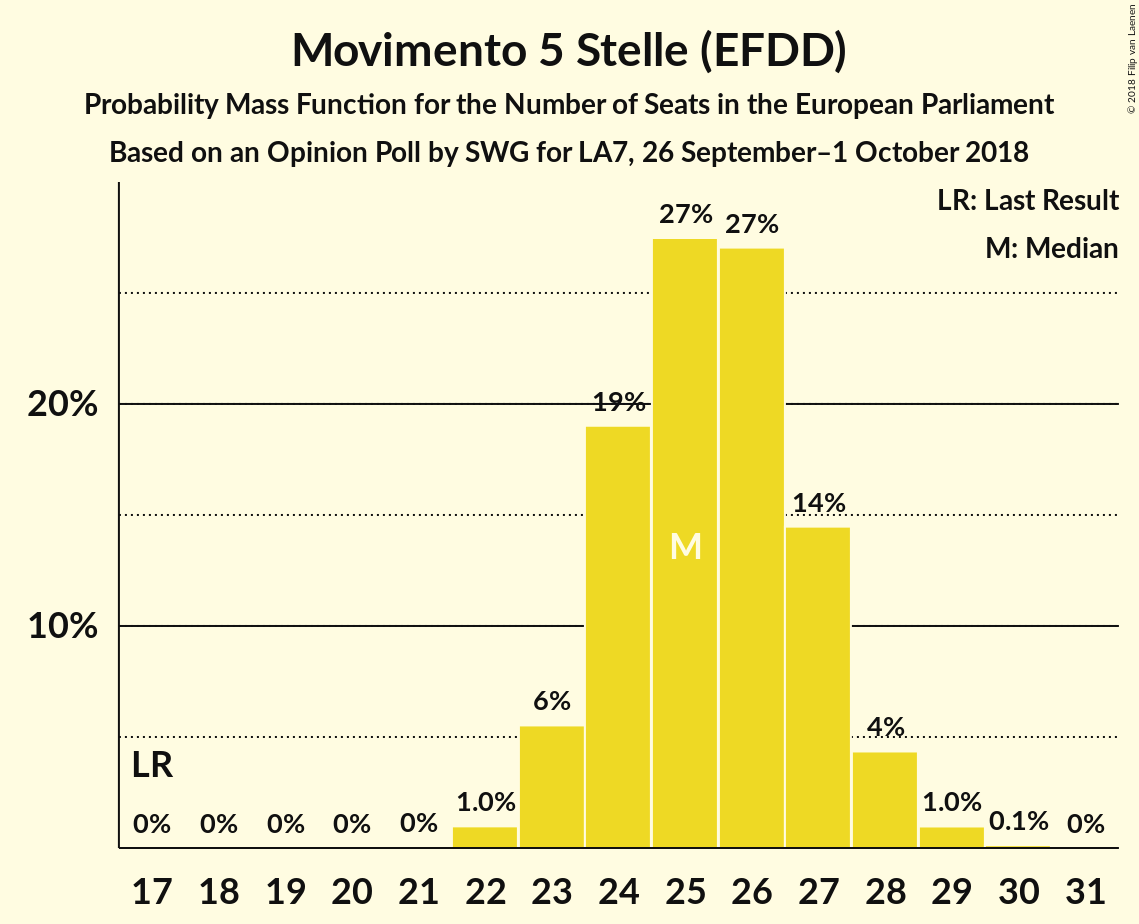 Movimento 5 Stelle (EFDD)
Probability Mass Function for the Number of Seats in the European Parliament
Based on an Opinion Poll by SWG for LA7, 26 September–1 October 2018
© 2018 Filip van Laenen
LR: Last Result
M: Median
27%
27%
20%
19%
14%
M
10%
6%
4%
LR
1.0%
1.0%
0%
0%
0%
0%
0%
0.1%
0%
17 18 19 20 21 22 23 24 25 26 27 28 29 30 31